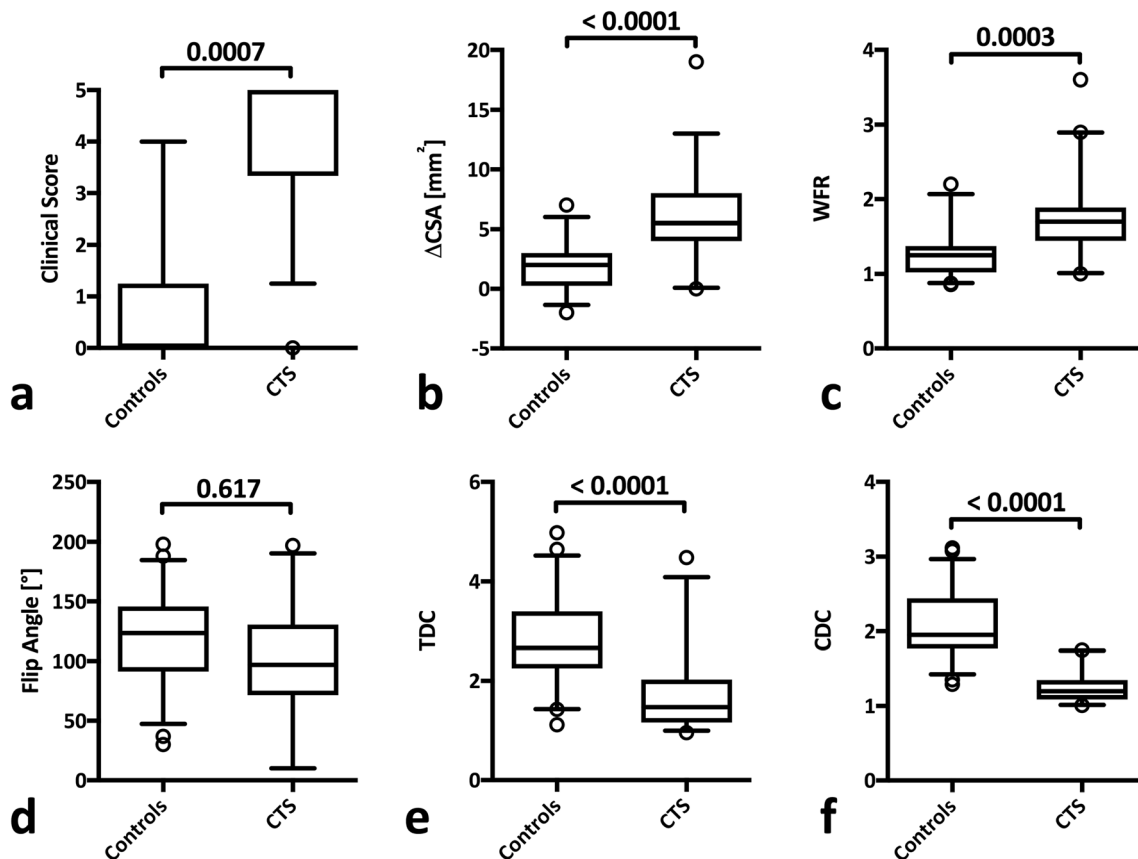 0.0007
Clinical Score
5
4
3
2
1
0
Controls
CTS
a
< 0.0001
ΔCSA [mm²]
20
15
10
5
0
-5
Controls
CTS
b
0.0003
WFR
4
3
2
1
0
Controls
CTS
c
0.617
Flip Angle [°]
250
200
150
100
50
0
Controls
CTS
d
< 0.0001
TDC
6
4
2
0
Controls
CTS
e
< 0.0001
CDC
4
3
2
1
0
Controls
CTS
f